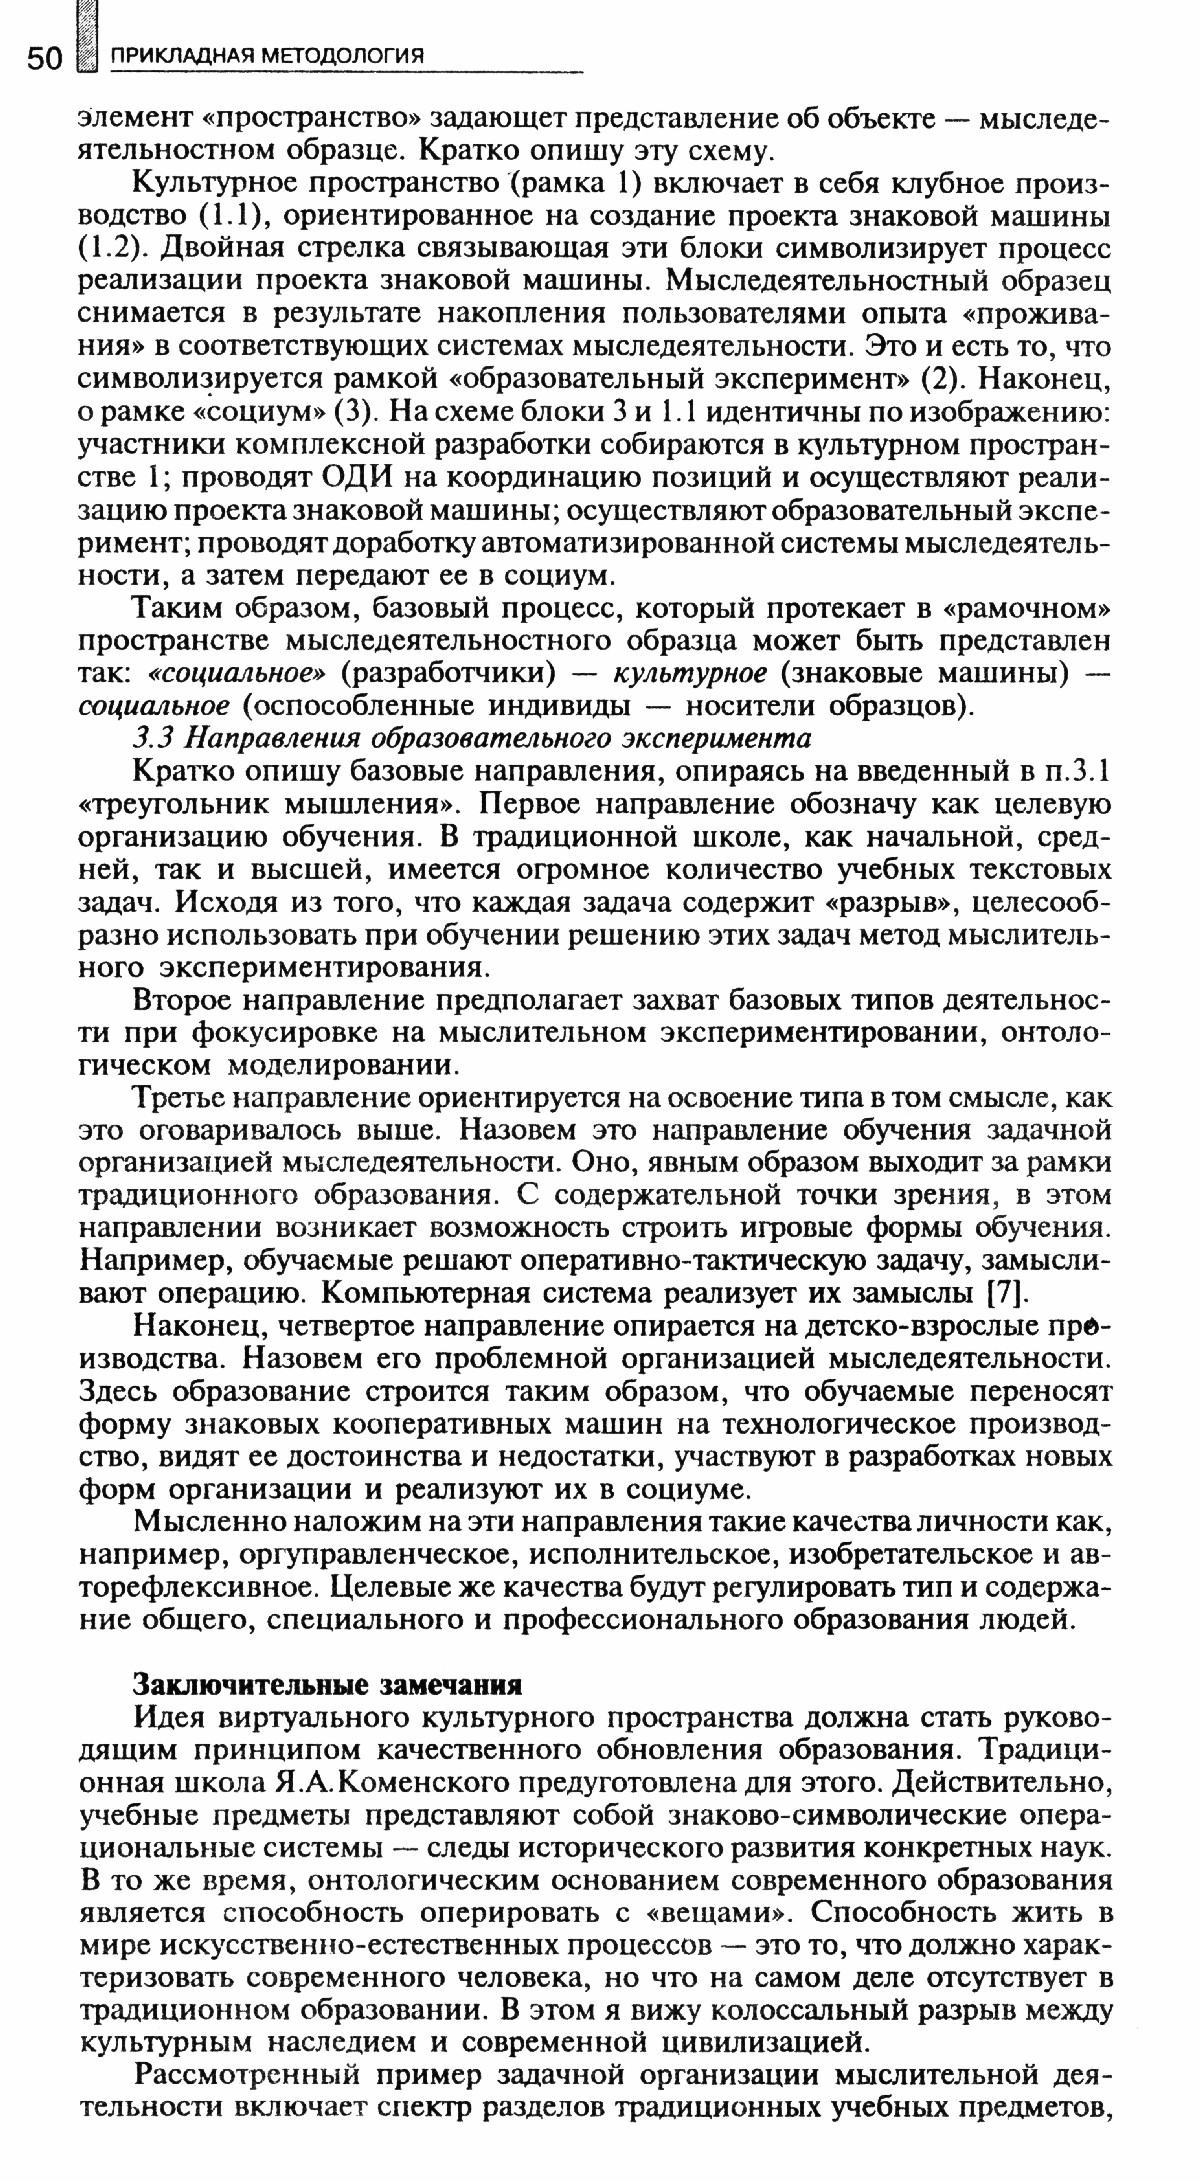 50 ПРИКЛАДНАЯ МЕТОДОЛОГИЯ
элемент «пространство» задающет представление об объекте — мыследе-
ятельностном образце. Кратко опишу эту схему.
Культурное пространство (рамка 1) включает в себя клубное произ-
водство (1.1), ориентированное на создание проекта знаковой машины
(1.2). Двойная стрелка связывающая эти блоки символизирует процесс
реализации проекта знаковой машины. Мыследеятельностный образец
снимается в результате накопления пользователями опыта «прожива-
ния» в соответствующих системах мыследеятельности. Это и есть то, что
символизируется рамкой «образовательный эксперимент» (2). Наконец,
о рамке «социум» (3). На схеме блоки 3 и 1.1 идентичны по изображению:
участники комплексной разработки собираются в культурном простран-
стве 1; проводят ОДИ на координацию позиций и осуществляют реали-
зацию проекта знаковой машины; осуществляют образовательный экспе-
римент; проводят доработку автоматизированной системы мыследеятель-
ности, а затем передают ее в социум.
Таким образом, базовый процесс, который протекает в «рамочном»
пространстве мыследеятельностного образца может быть представлен
так: «социальное» (разработчики) — культурное (знаковые машины) —
социальное (оспособленные индивиды — носители образцов).
3.3 Направления образовательного эксперимента
Кратко опишу базовые направления, опираясь на введенный в п.3.1
«треугольник мышления». Первое направление обозначу как целевую
организацию обучения. В традиционной школе, как начальной, сред-
ней, так и высшей, имеется огромное количество учебных текстовых
задач. Исходя из того, что каждая задача содержит «разрыв», целесооб-
разно использовать при обучении решению этих задач метод мыслитель-
ного экспериментирования.
Второе направление предполагает захват базовых типов деятельнос-
ти при фокусировке на мыслительном экспериментировании, онтоло-
гическом моделировании.
Третье направление ориентируется на освоение типа в том смысле, как
это оговаривалось выше. Назовем это направление обучения задачной
организацией мыследеятельности. Оно, явным образом выходит за рамки
традиционного образования. С содержательной точки зрения, в этом
направлении возникает возможность строить игровые формы обучения.
Например, обучаемые решают оперативно-тактическую задачу, замысли-
вают операцию. Компьютерная система реализует их замыслы [7].
Наконец, четвертое направление опирается на детско-взрослые про-
изводства. Назовем его проблемной организацией мыследеятельности.
Здесь образование строится таким образом, что обучаемые переносят
форму знаковых кооперативных машин на технологическое производ-
ство, видят ее достоинства и недостатки, участвуют в разработках новых
форм организации и реализуют их в социуме.
Мысленно наложим на эти направления такие качества личности как,
например, оргуправленческое, исполнительское, изобретательское и ав-
торефлексивное. Целевые же качества будут регулировать тип и содержа-
ние общего, специального и профессионального образования людей.
Заключительные замечания
Идея виртуального культурного пространства должна стать руково-
дящим принципом качественного обновления образования. Традици-
онная школа Я.А.Коменского предуготовлена для этого. Действительно,
учебные предметы представляют собой знаково-символические опера-
циональные системы — следы исторического развития конкретных наук.
В то же время, онтологическим основанием современного образования
является способность оперировать с «вещами». Способность жить в
мире искусственно-естественных процессов — это то, что должно харак-
теризовать современного человека, но что на самом деле отсутствует в
традиционном образовании. В этом я вижу колоссальный разрыв между
культурным наследием и современной цивилизацией.
Рассмотренный пример задачной организации мыслительной дея-
тельности включает спектр разделов традиционных учебных предметов,